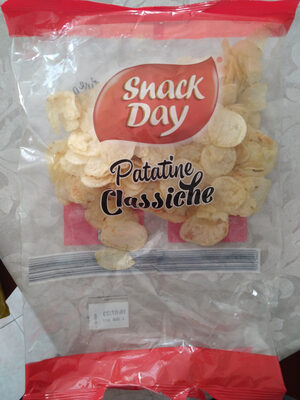 Snack
Day
Patatine
Classiche